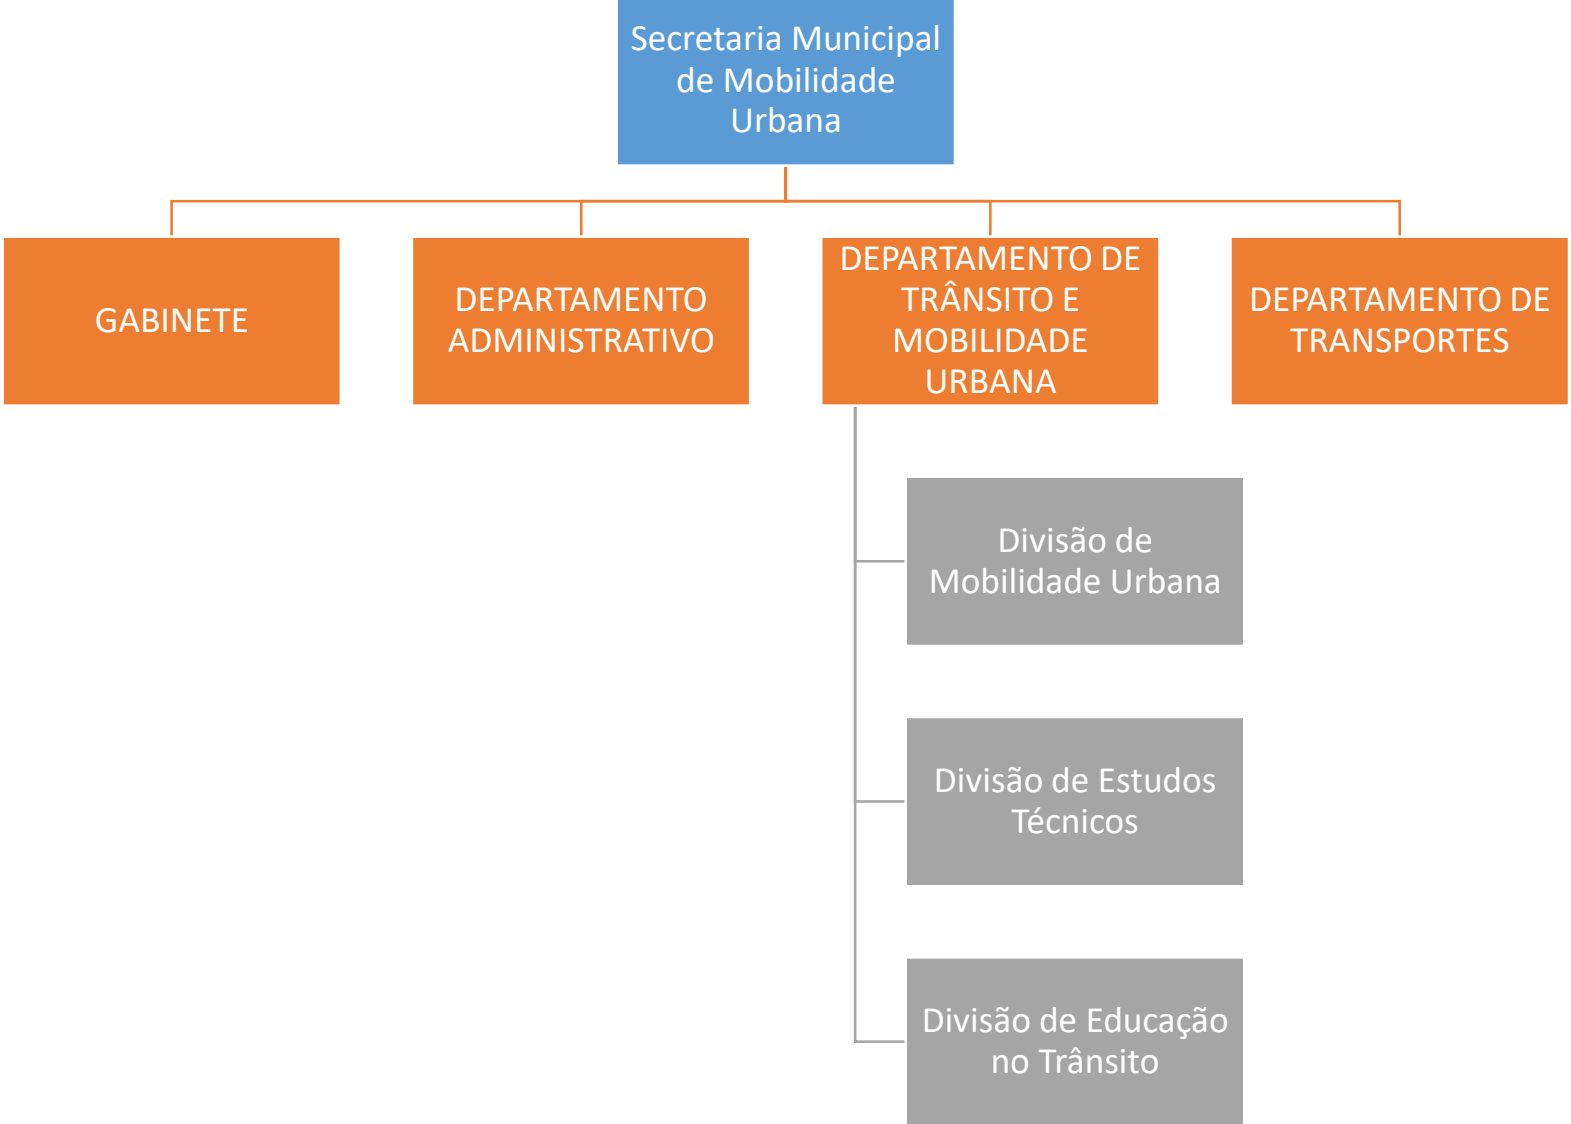 Secretaria Municipal
de Mobilidade
Urbana
GABINETE
DEPARTAMENTO
ADMINISTRATIVO
DEPARTAMENTO DE
TRÂNSITO E
MOBILIDADE
URBANA
DEPARTAMENTO DE
TRANSPORTES
Divisão de
Mobilidade Urbana
Divisão de Estudos
Técnicos
Divisão de Educação
no Trânsito